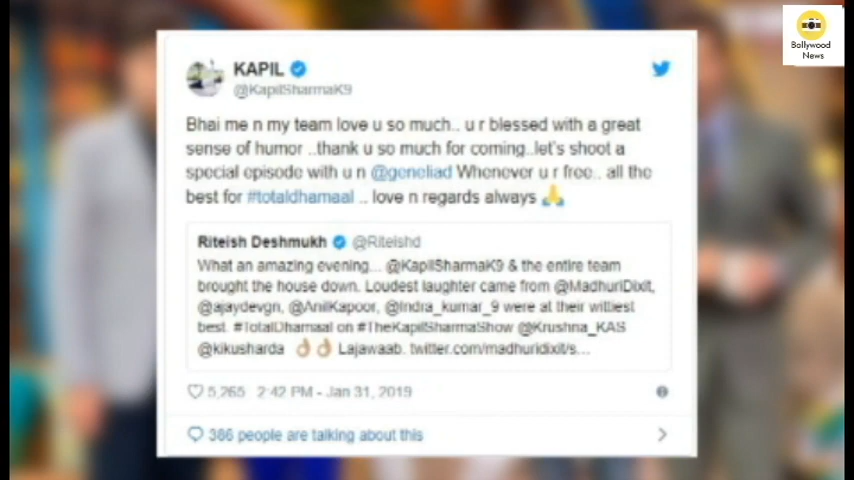 Bollywood
News
KAPIL
@KapilSharmaK9
Bhai me n my team love u so much.. u r blessed with a great
sense of humor ..thank u so much for coming..let's shoot a
special episode with u n @geneliad Whenever u r free.. all the
best for #totaldhamaal .. love n regards always 🙏
Riteish Deshmukh @Riteishd
What an amazing evening... @KapilSharmaK9 & the entire team
brought the house down. Loudest laughter came from @MadhuriDixit,
@ajaydevgn, @AnilKapoor, @Indra_kumar_9 were at their wittiest
best. #TotalDhamaal on #TheKapilSharmaShow @Krushna_KAS
@kikusharda 👌🏽👌🏽 Lajawaab. twitter.com/madhuridixit/s...
5,265 2:42 PM - Jan 31, 2019
386 people are talking about this